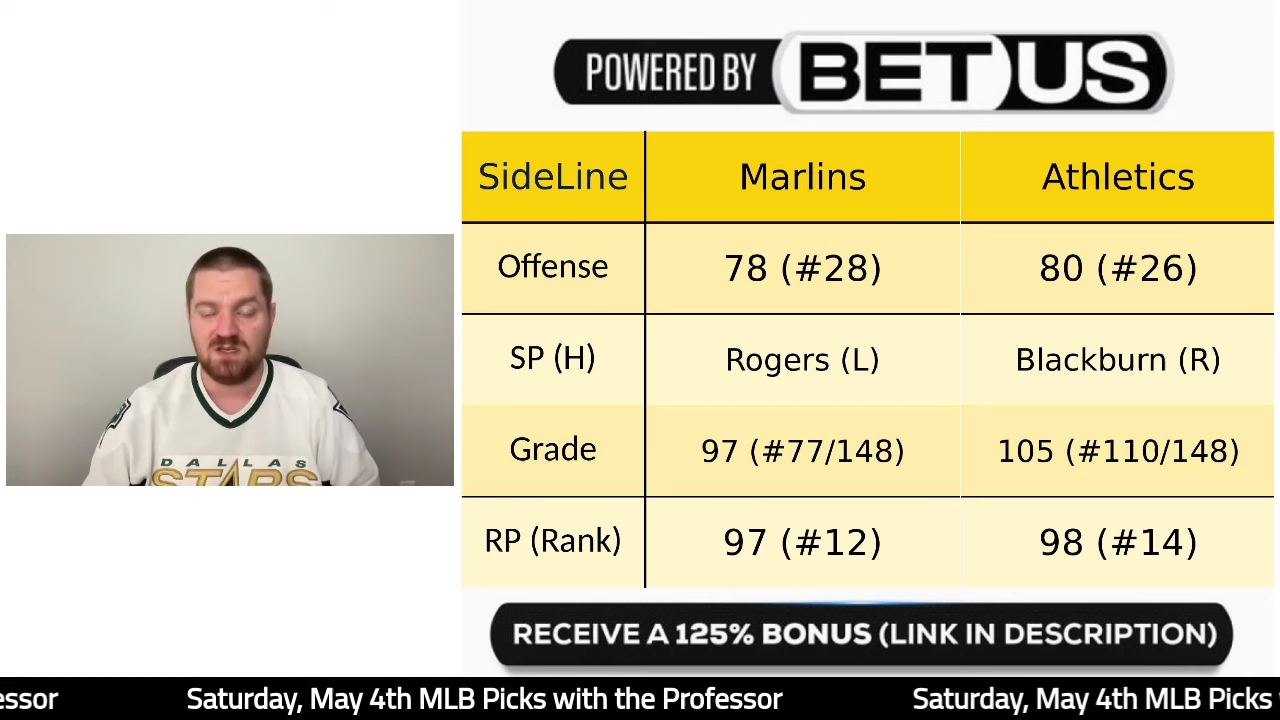 POWERED BY BETUS
SideLine Marlins Athletics
Offense 78 (#28) 80 (#26)
SP (H) Rogers (L) Blackburn (R)
Grade 97 (#77/148) 105 (#110/148)
RP (Rank) 97 (#12) 98 (#14)
DALLAS
STARS
RECEIVE A 125% BONUS (LINK IN DESCRIPTION)
essor Saturday, May 4th MLB Picks with the Professor Saturday, May 4th MLB Picks